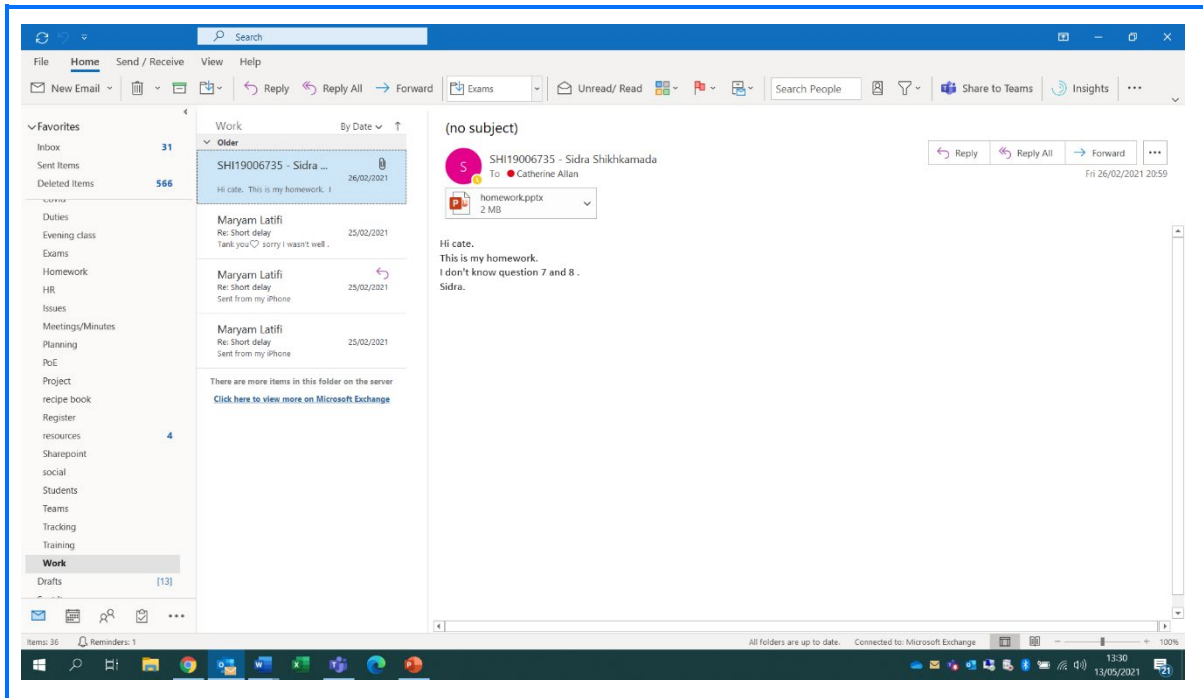 Search
File Home Send / Receive View Help
New Email Reply Reply All Forward Exams Unread/ Read Search People Share to Teams Insights
Favorites
Inbox 31
Sent Items
Deleted Items 566
Duties
Evening class
Exams
Homework
HR
Issues
Meetings/Minutes
Planning
PoE
Project
recipe book
Register
resources 4
Sharepoint
social
Students
Teams
Tracking
Training
Work
Drafts [13]
Work By Date
Older
SHI19006735 - Sidra ...
26/02/2021
Hi cate. This is my homework. I
Maryam Latifi
Re: Short delay 25/02/2021
Tank you♡ sorry I wasn't well .
Maryam Latifi
Re: Short delay 25/02/2021
Sent from my iPhone
Maryam Latifi
Re: Short delay 25/02/2021
Sent from my iPhone
There are more items in this folder on the server
Click here to view more on Microsoft Exchange
(no subject)
S
SHI19006735 - Sidra Shikhkamada
To Catherine Allan
Reply Reply All Forward
Fri 26/02/2021 20:59
homework.pptx
2 MB
Hi cate.
This is my homework.
I don't know question 7 and 8 .
Sidra.
Items: 36 Reminders: 1
All folders are up to date. Connected to: Microsoft Exchange 100%
13:30
13/05/2021
21